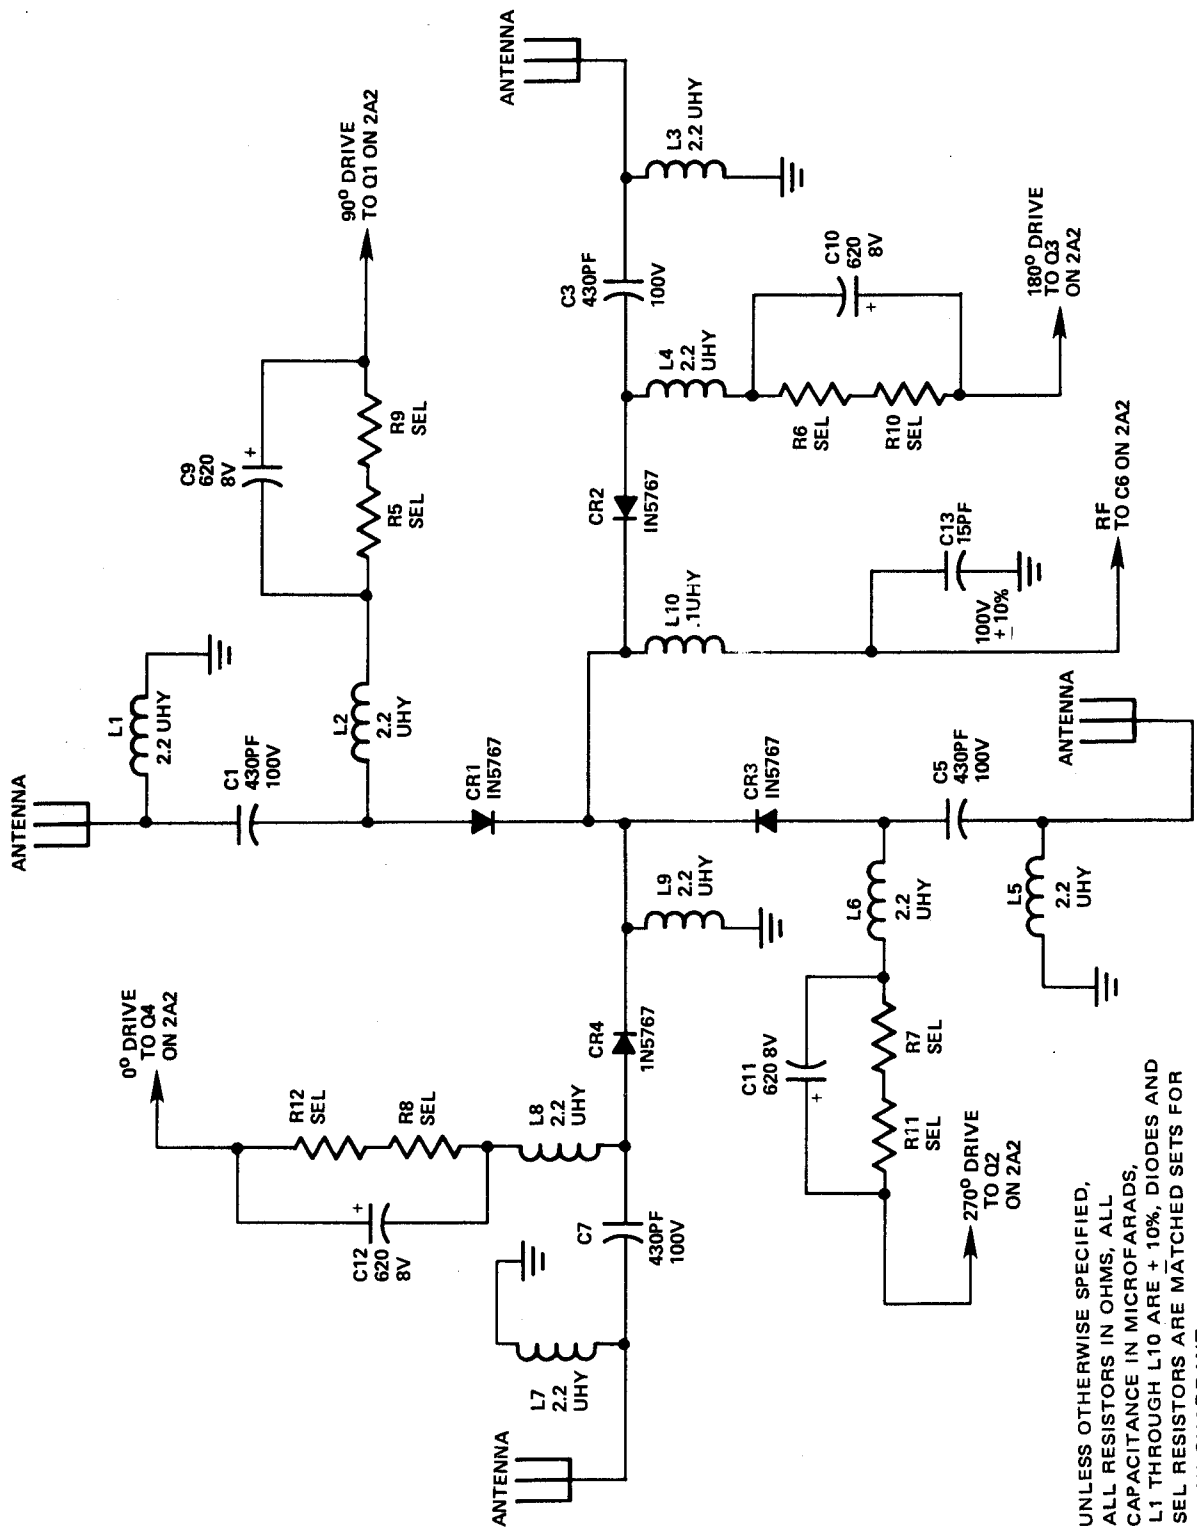 ANTENNA
L1
2.2 UHY
C1
430PF
100V
L2
2.2
UHY
C9
620
8V
+
R5
SEL
R9
SEL
90° DRIVE
TO Q1 ON 2A2
CR1
IN5767
ANTENNA
L3
2.2 UHY
C3
430PF
100V
L4
2.2
UHY
C10
620
8V
+
R6
SEL
R10
SEL
180° DRIVE
TO Q3
ON 2A2
CR2
IN5767
L10
.1UHY
C13
15PF
100V
± 10%
RF
TO C6 ON 2A2
0° DRIVE
TO Q4
ON 2A2
R12
SEL
R8
SEL
C12
620
8V
+
L8
2.2
UHY
CR4
1N5767
L9
2.2
UHY
C7
430PF
100V
L7
2.2
UHY
ANTENNA
CR3
IN5767
C5
430PF
100V
ANTENNA
L6
2.2
UHY
L5
2.2
UHY
C11
620 8V
+
R7
SEL
R11
SEL
270° DRIVE
TO Q2
ON 2A2
UNLESS OTHERWISE SPECIFIED,
ALL RESISTORS IN OHMS, ALL
CAPACITANCE IN MICROFARADS,
L1 THROUGH L10 ARE ± 10%, DIODES AND
SEL RESISTORS ARE MATCHED SETS FOR